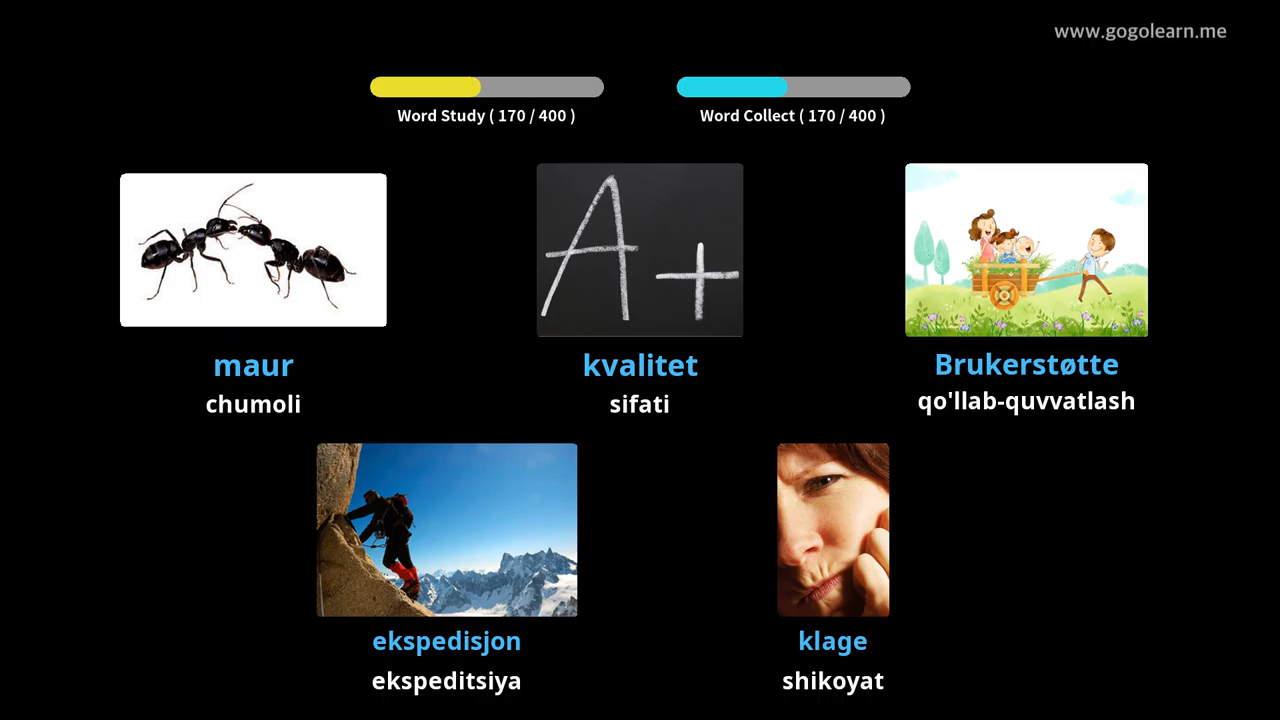 www.gogolearn.me
Word Study ( 170 / 400 )
Word Collect ( 170 / 400 )
A+
maur
kvalitet
Brukerstøtte
chumoli
sifati
qo'llab-quvvatlash
ekspedisjon
klage
ekspeditsiya
shikoyat